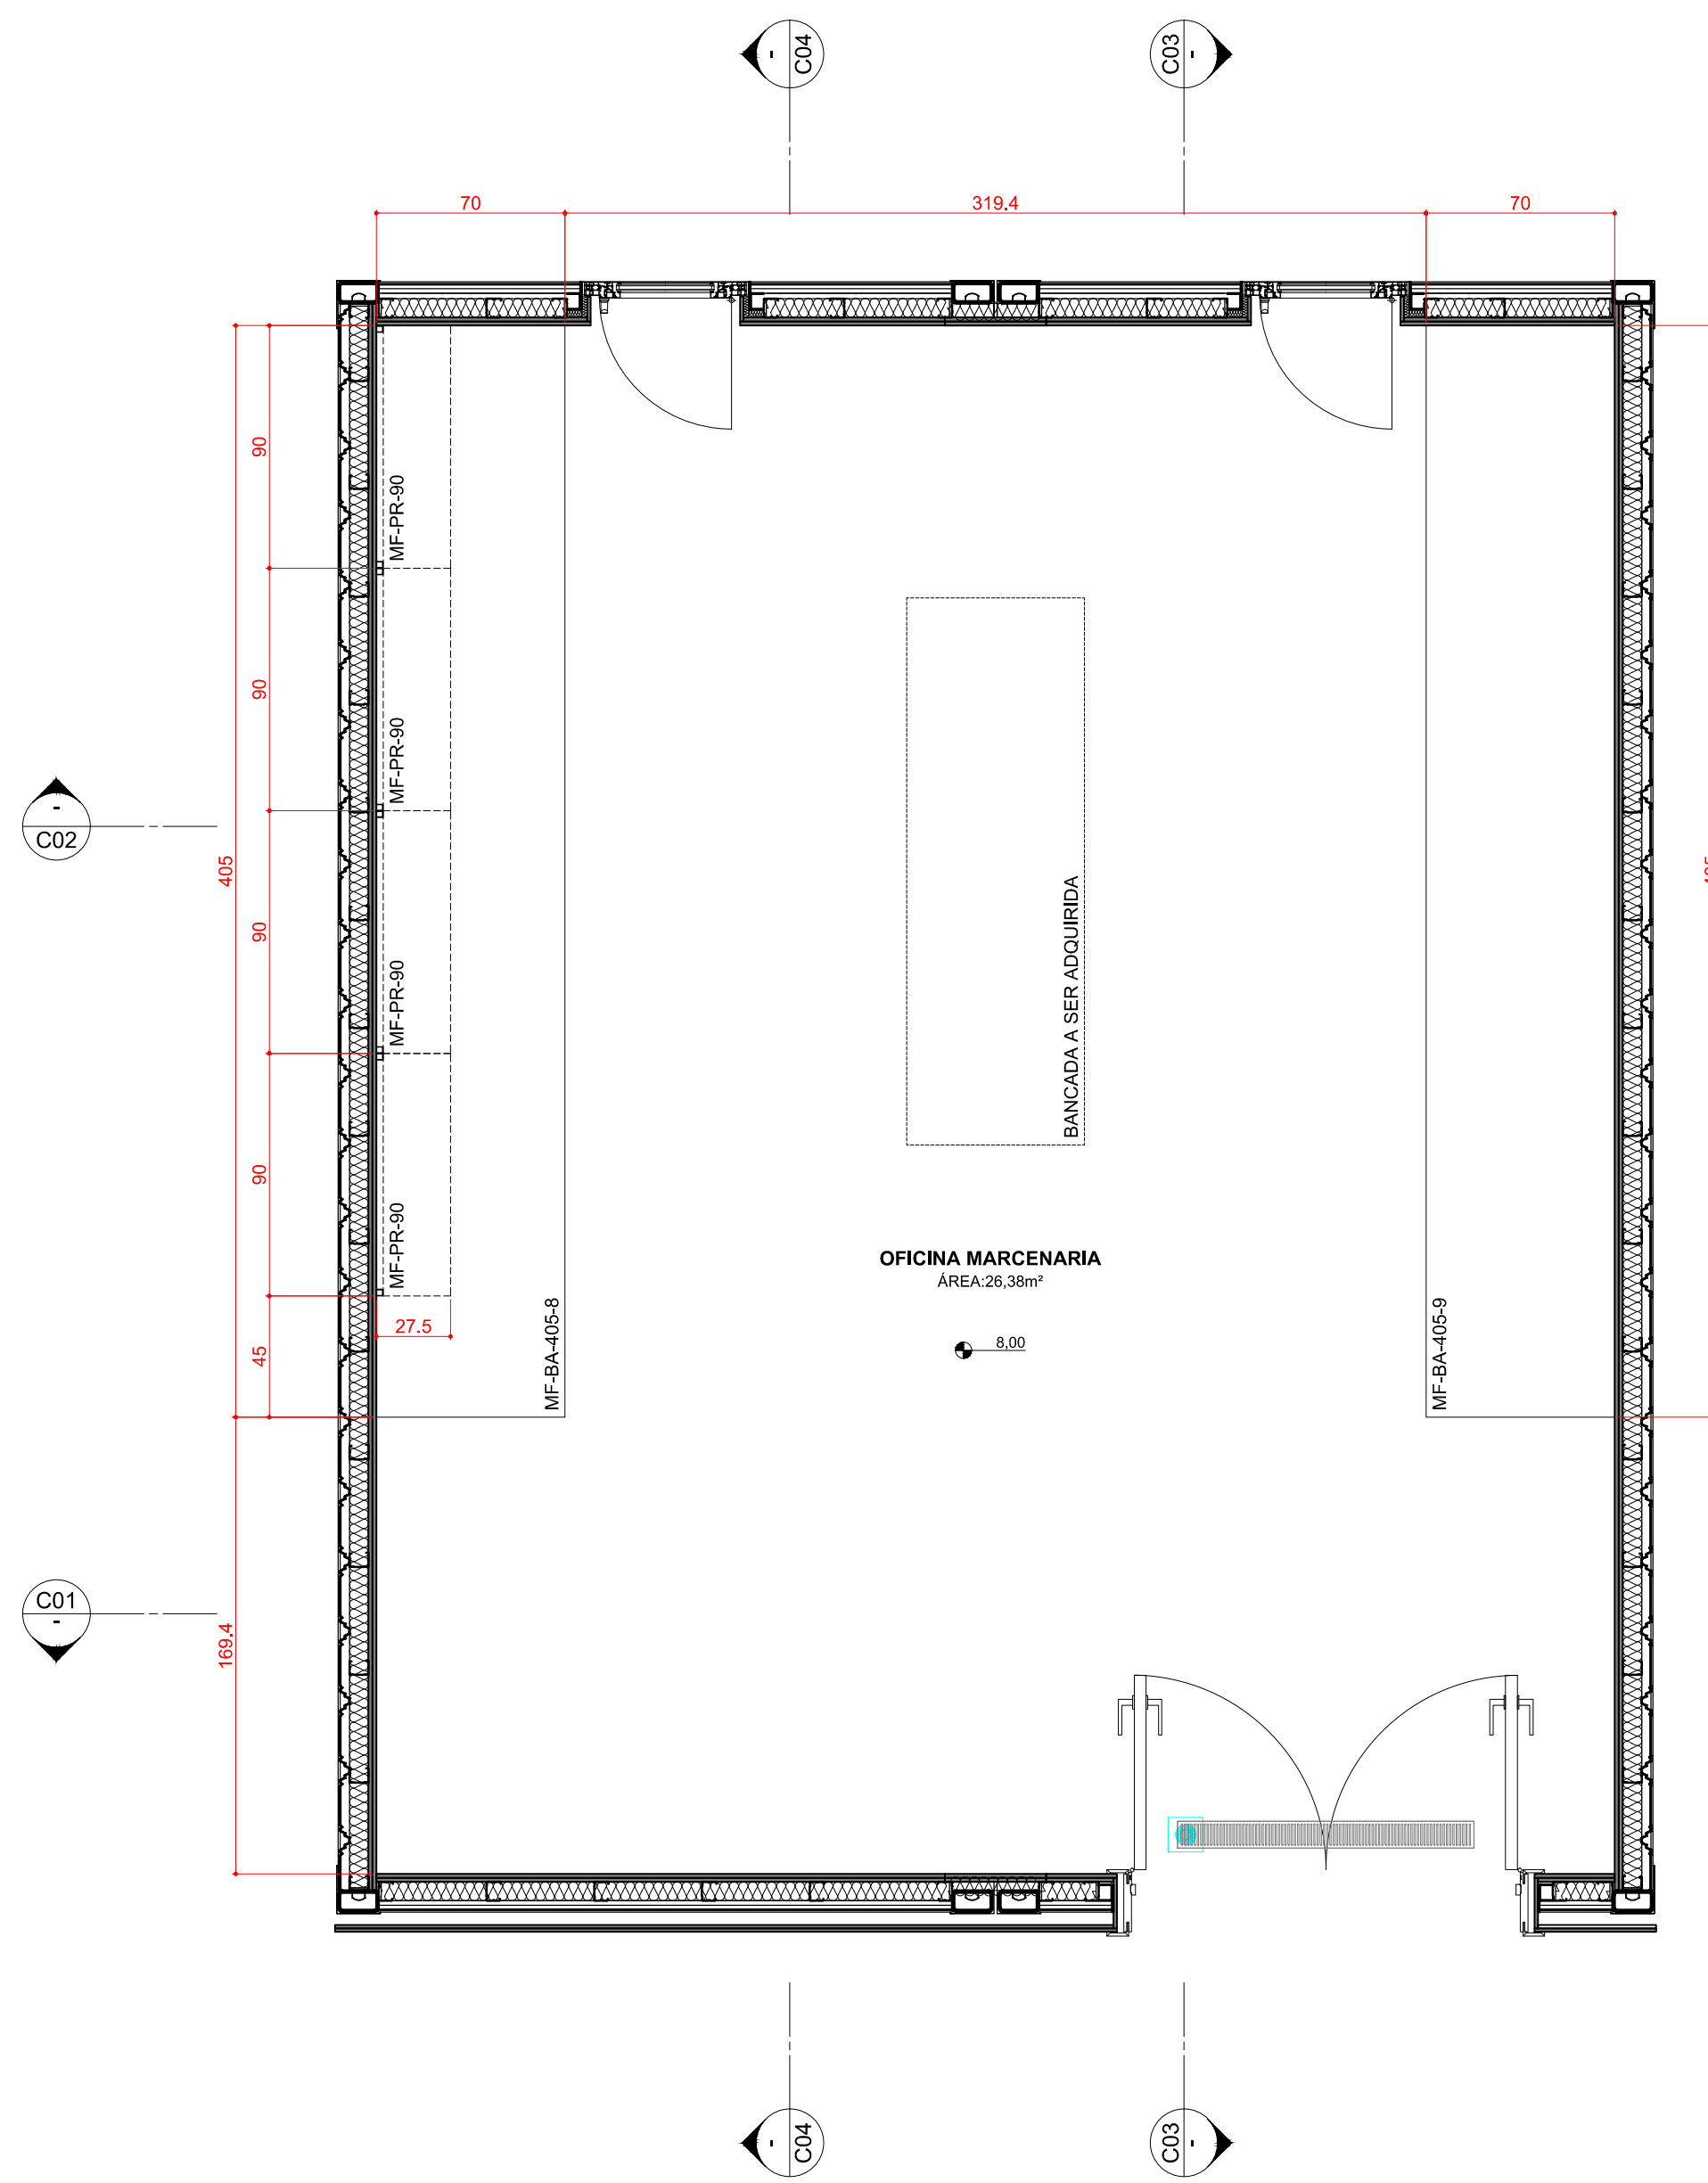 C04
-
C03
-
70
319.4
70
90
MF-PR-90
90
MF-PR-90
-
C02
405
90
MF-PR-90
BANCADA A SER ADQUIRIDA
90
MF-PR-90
OFICINA MARCENARIA
ÁREA:26,38m²
27.5
45
MF-BA-405-8
8,00
MF-BA-405-9
C01
-
169.4
C04
-
C03
-